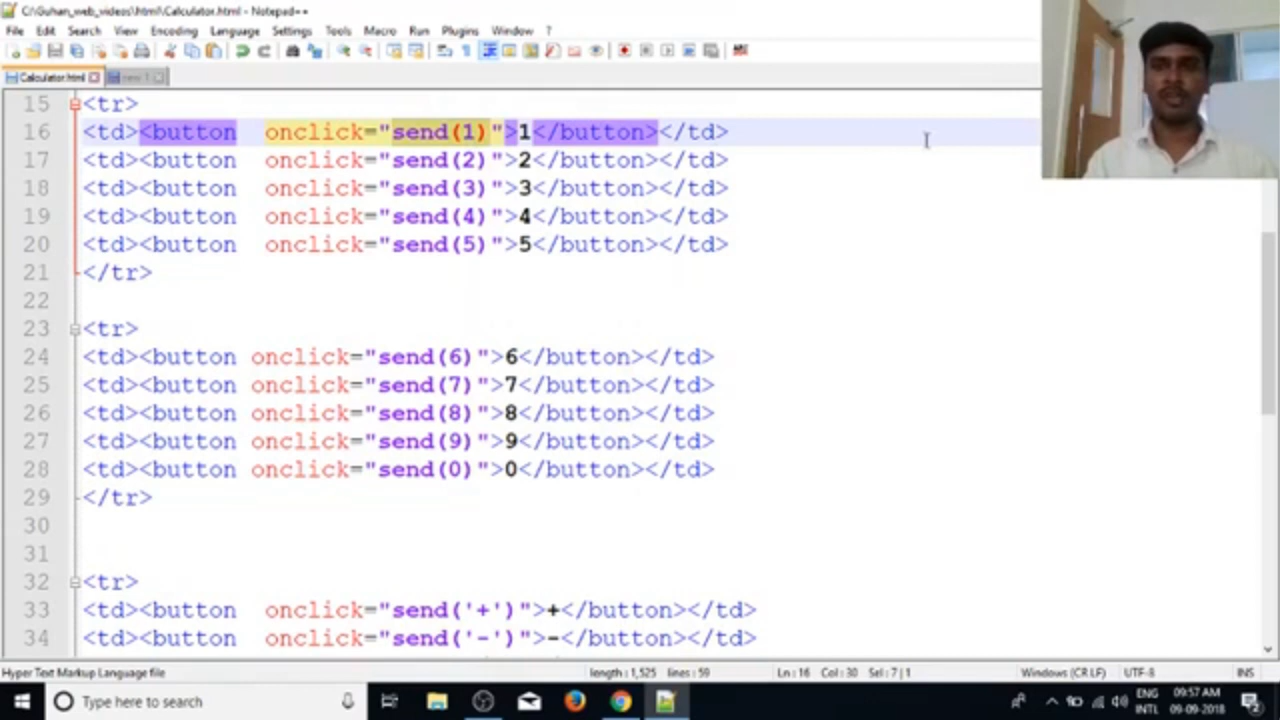 C:\Guhan_web_videos\html\Calculator.html - Notepad++
File Edit Search View Encoding Language Settings Tools Macro Run Plugins Window ?
Calculator.html new 1
15 <tr>
16 <td><button  onclick="send(1)">1</button></td>
17 <td><button  onclick="send(2)">2</button></td>
18 <td><button  onclick="send(3)">3</button></td>
19 <td><button  onclick="send(4)">4</button></td>
20 <td><button  onclick="send(5)">5</button></td>
21 </tr>
22
23 <tr>
24 <td><button onclick="send(6)">6</button></td>
25 <td><button onclick="send(7)">7</button></td>
26 <td><button onclick="send(8)">8</button></td>
27 <td><button onclick="send(9)">9</button></td>
28 <td><button onclick="send(0)">0</button></td>
29 </tr>
30
31
32 <tr>
33 <td><button  onclick="send('+')">+</button></td>
34 <td><button  onclick="send('-')">-</button></td>
Hyper Text Markup Language file length : 1,525 lines : 59 Ln : 16 Col : 30 Sel : 7 | 1 Windows (CR LF) UTF-8 INS
Type here to search ENG 09:57 AM
INTL 09-09-2018 2